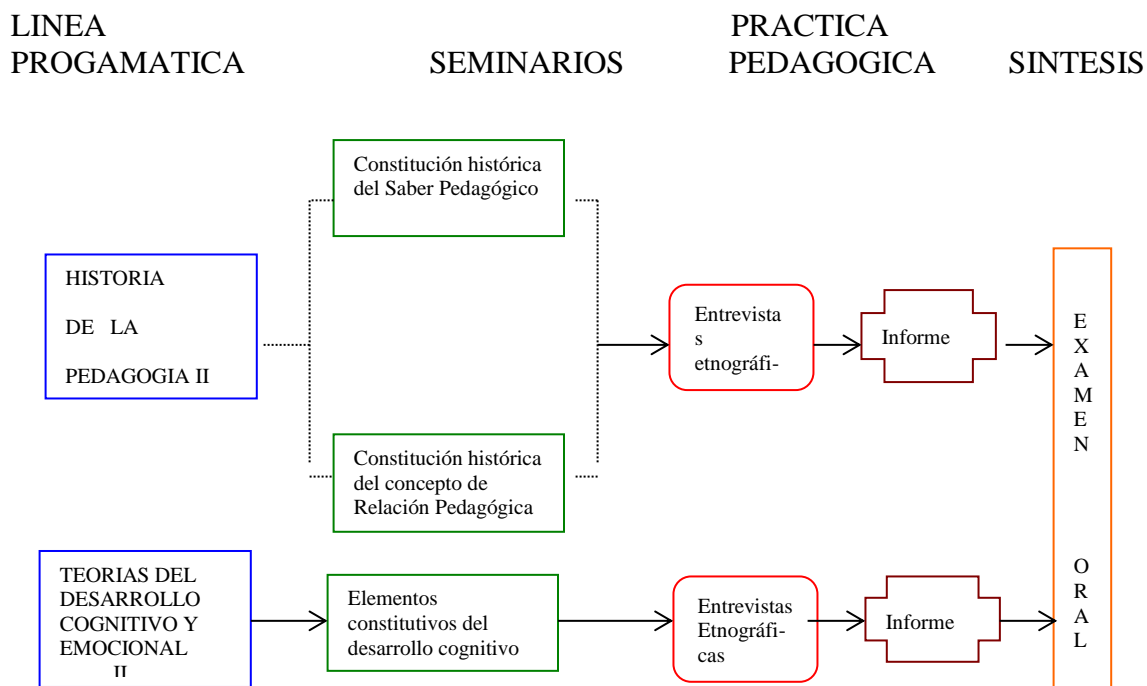 LINEA
PROGAMATICA
SEMINARIOS
PRACTICA
PEDAGOGICA
SINTESIS
Constitución histórica
del Saber Pedagógico
HISTORIA
DE LA
PEDAGOGIA II
Constitución histórica
del concepto de
Relación Pedagógica
Entrevista
s
etnográfi-
Informe
TEORIAS DEL
DESARROLLO
COGNITIVO Y
EMOCIONAL
II
Elementos
constitutivos del
desarrollo cognitivo
Entrevistas
Etnográfi-
cas
Informe
E
X
A
M
E
N
O
R
A
L